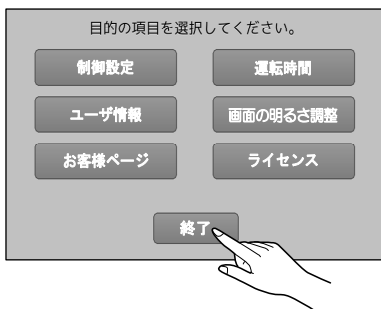 目的の項目を選択してください。
制御設定 運転時間
ユーザ情報 画面の明るさ調整
お客様ページ ライセンス
終了